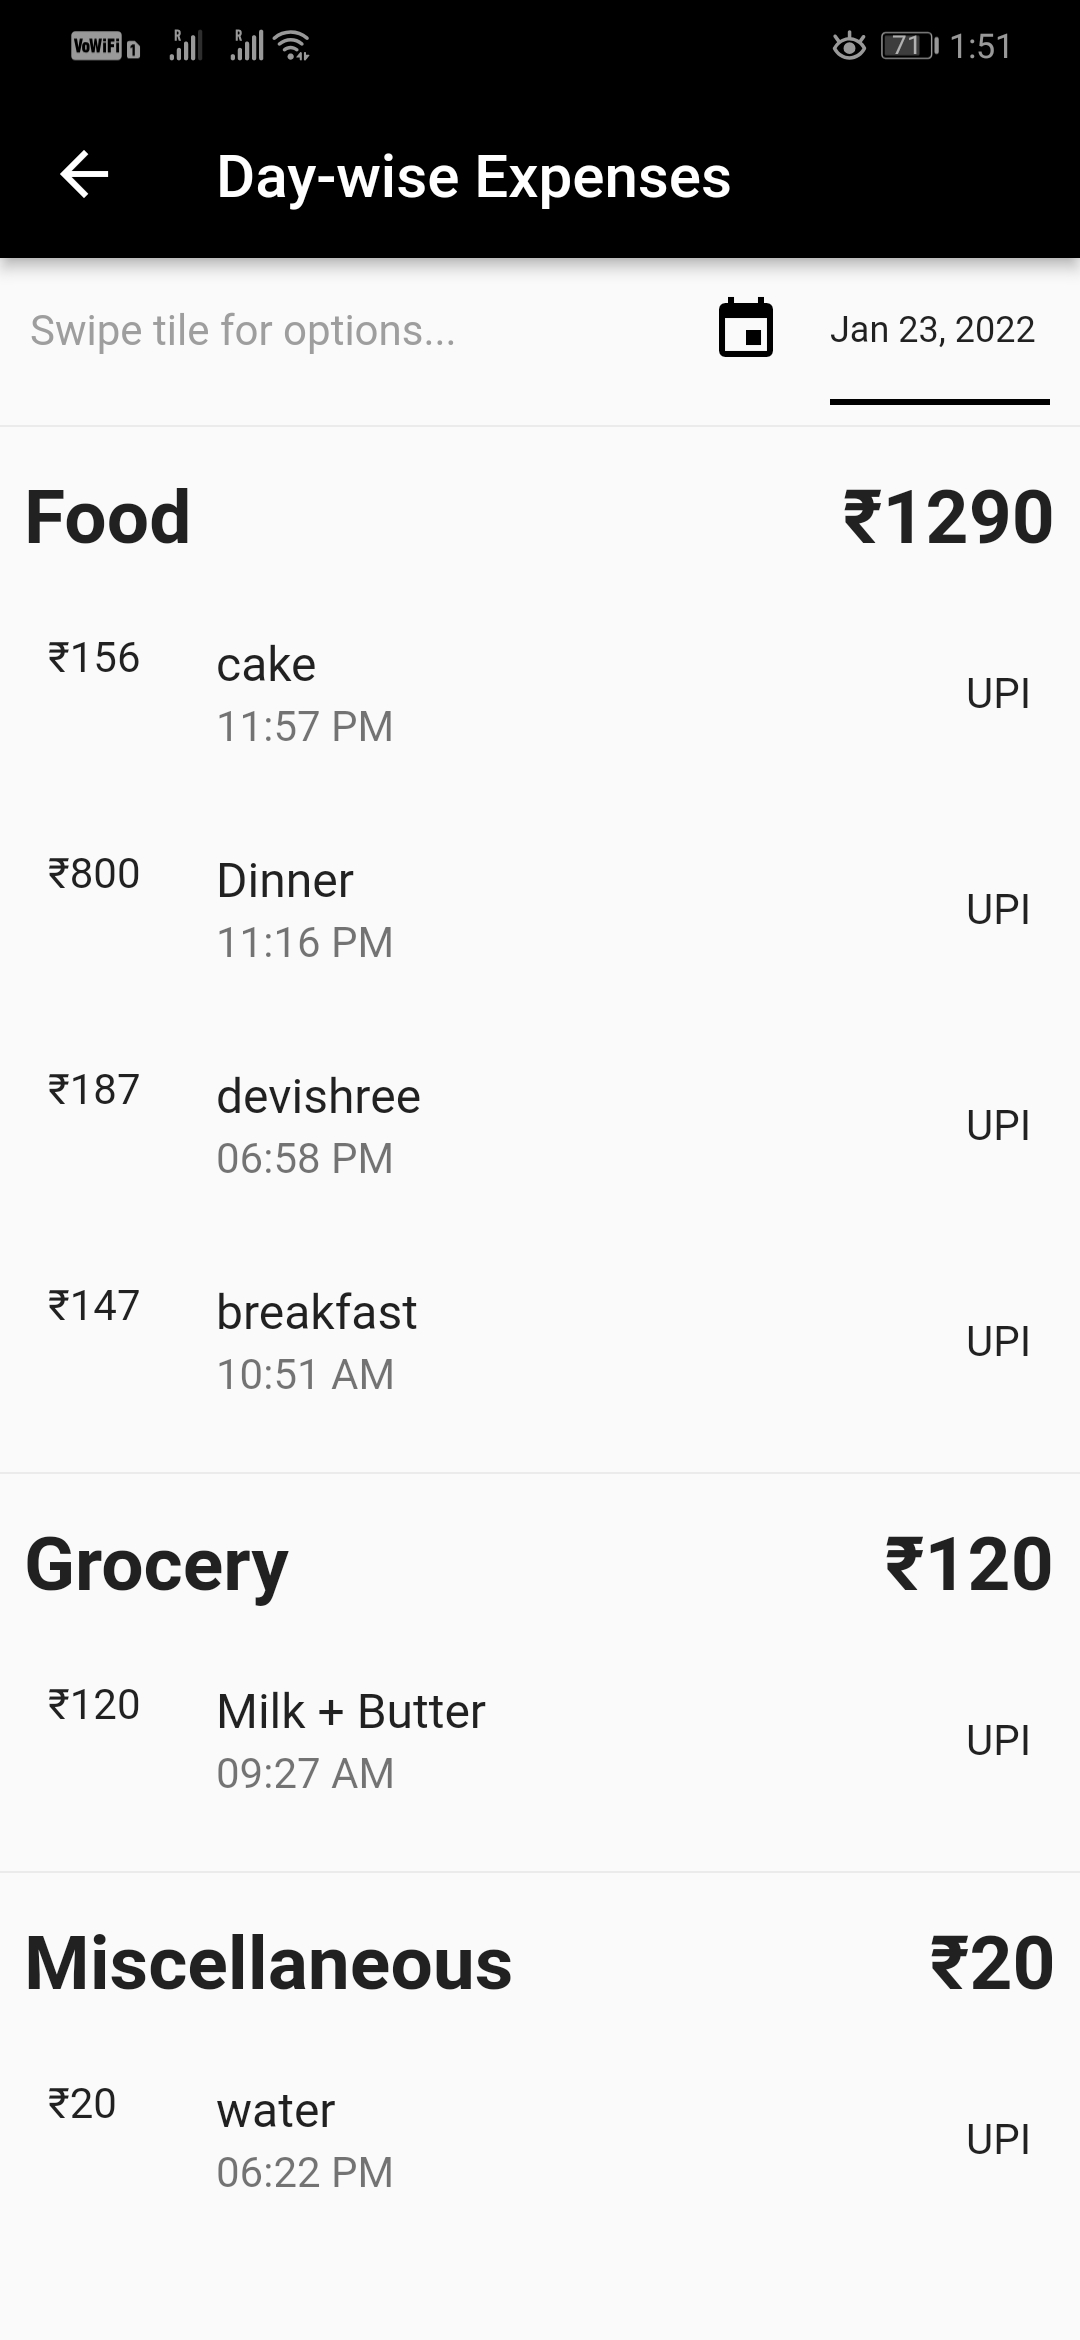 VoWiFi 1 R R 71 1:51
Day-wise Expenses
Swipe tile for options... Jan 23, 2022
Food ₹1290
₹156 cake UPI
11:57 PM
₹800 Dinner UPI
11:16 PM
₹187 devishree UPI
06:58 PM
₹147 breakfast UPI
10:51 AM
Grocery ₹120
₹120 Milk + Butter UPI
09:27 AM
Miscellaneous ₹20
₹20 water UPI
06:22 PM